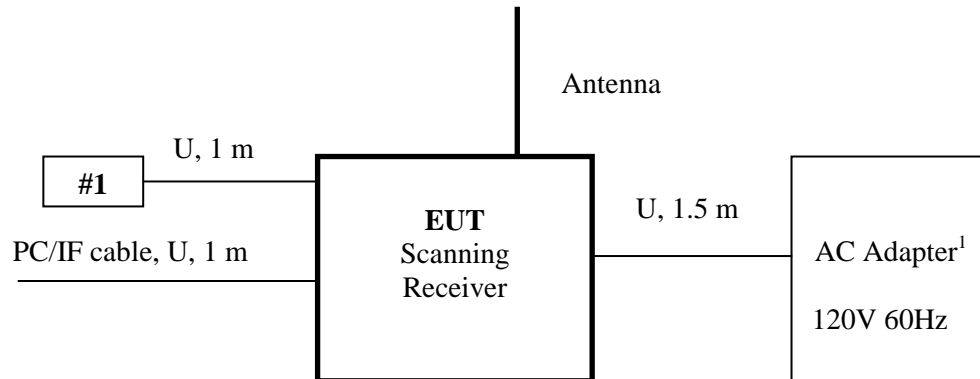 Antenna
U, 1 m
#1
PC/IF cable, U, 1 m
EUT
Scanning
Receiver
U, 1.5 m
AC Adapter¹
120V 60Hz